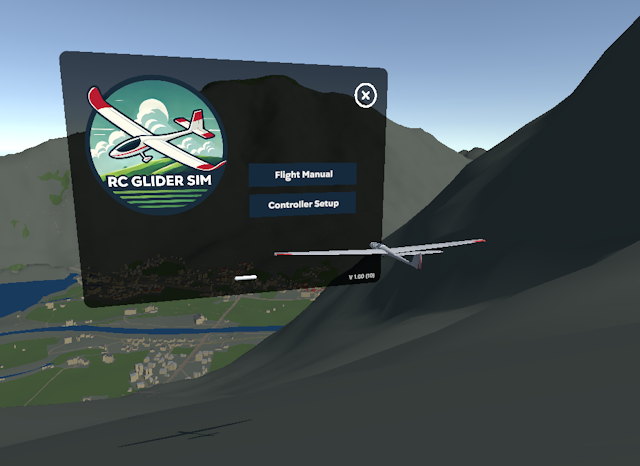 RC GLIDER SIM
Flight Manual
Controller Setup
V 1.00 (10)